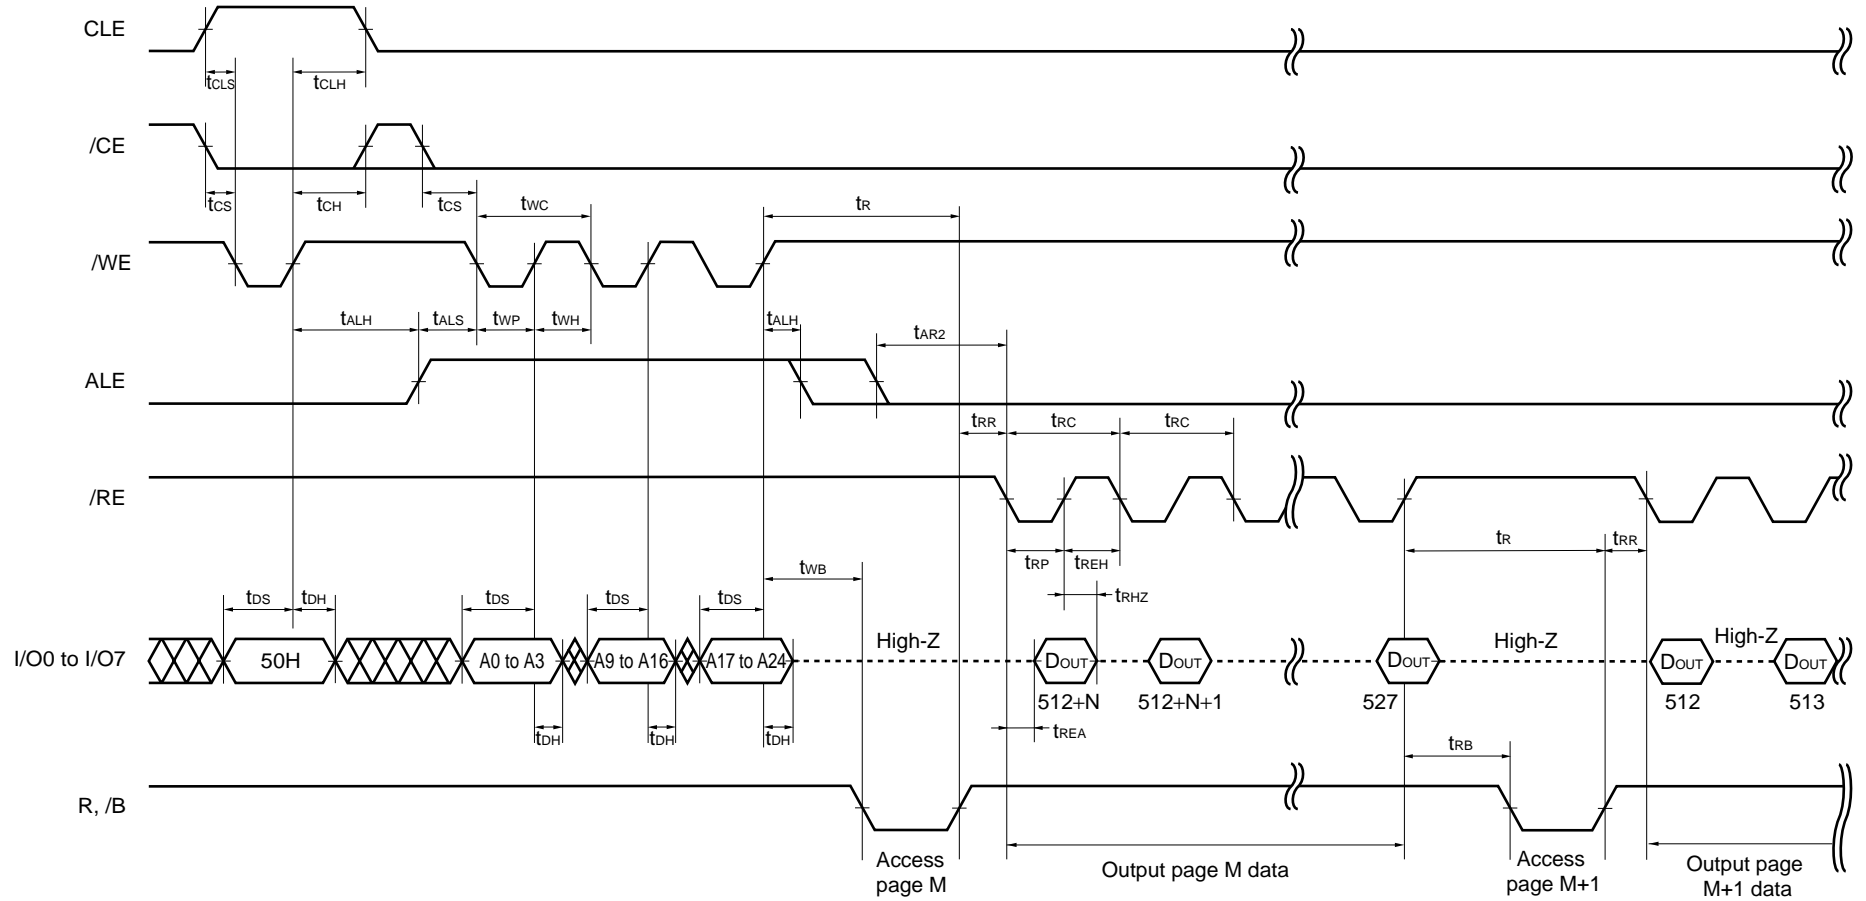 CLE
tCLS
tCLH
/CE
tCS
tCH
tCS
tWC
tR
/WE
tALH
tALS
tWP
tWH
tALH
tAR2
ALE
tRR
tRC
tRC
/RE
tWB
tRP
tREH
tR
tRR
tRHZ
tDS
tDH
tDS
tDS
tDS
I/O0 to I/O7
50H
A0 to A3
A9 to A16
A17 to A24
High-Z
DOUT
DOUT
DOUT
High-Z
DOUT
High-Z
DOUT
512+N
512+N+1
527
512
513
tDH
tDH
tDH
tREA
tRB
R, /B
Access
page M
Output page M data
Access
page M+1
Output page
M+1 data